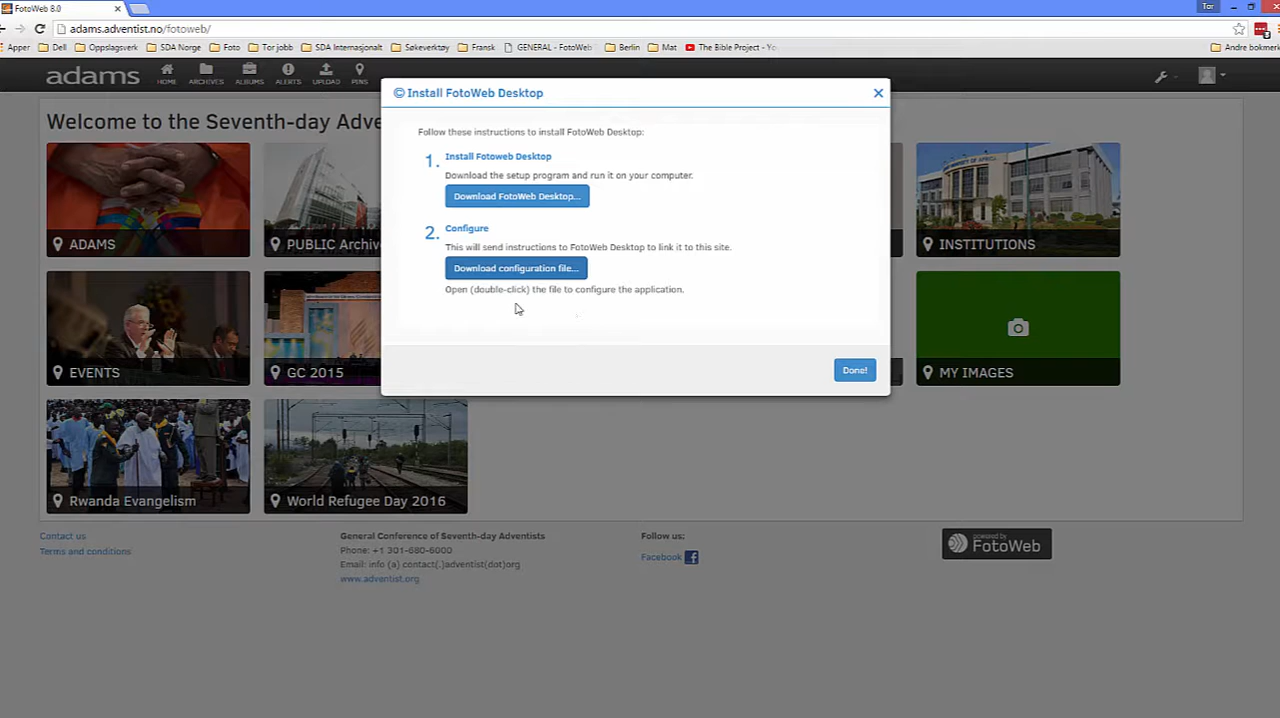 FotoWeb 8.0
Tor
adams.adventist.no/fotoweb/
Apper
Dell
Oppslagsverk
SDA Norge
Foto
Tor jobb
SDA Internasjonalt
Søkeverktøy
Fransk
GENERAL - FotoWeb
Berlin
Mat
The Bible Project - Yo
Andre bokmerk
adams
HOME
ARCHIVES
ALBUMS
ALERTS
UPLOAD
PINS
Install FotoWeb Desktop
Welcome to the Seventh-day Adve
Follow these instructions to install FotoWeb Desktop:
1. Install Fotoweb Desktop
Download the setup program and run it on your computer.
Download FotoWeb Desktop...
2. Configure
This will send instructions to FotoWeb Desktop to link it to this site.
Download configuration file...
Open (double-click) the file to configure the application.
Done!
ADAMS
PUBLIC Archiv
INSTITUTIONS
EVENTS
GC 2015
MY IMAGES
Rwanda Evangelism
World Refugee Day 2016
Contact us
Terms and conditions
General Conference of Seventh-day Adventists
Phone: +1 301-680-6000
Email: info (a) contact(.)adventist(dot)org
www.adventist.org
Follow us:
Facebook
powered by
FotoWeb